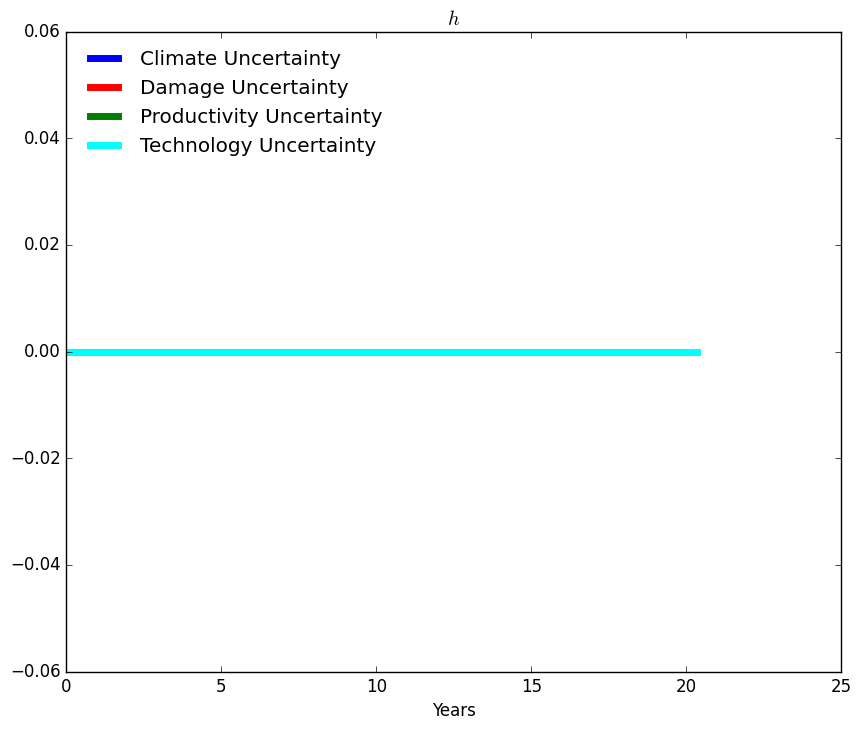 h
0.06
Climate Uncertainty
Damage Uncertainty
Productivity Uncertainty
Technology Uncertainty
0.04
0.02
0.00
−0.02
−0.04
−0.06
0 5 10 15 20 25
Years